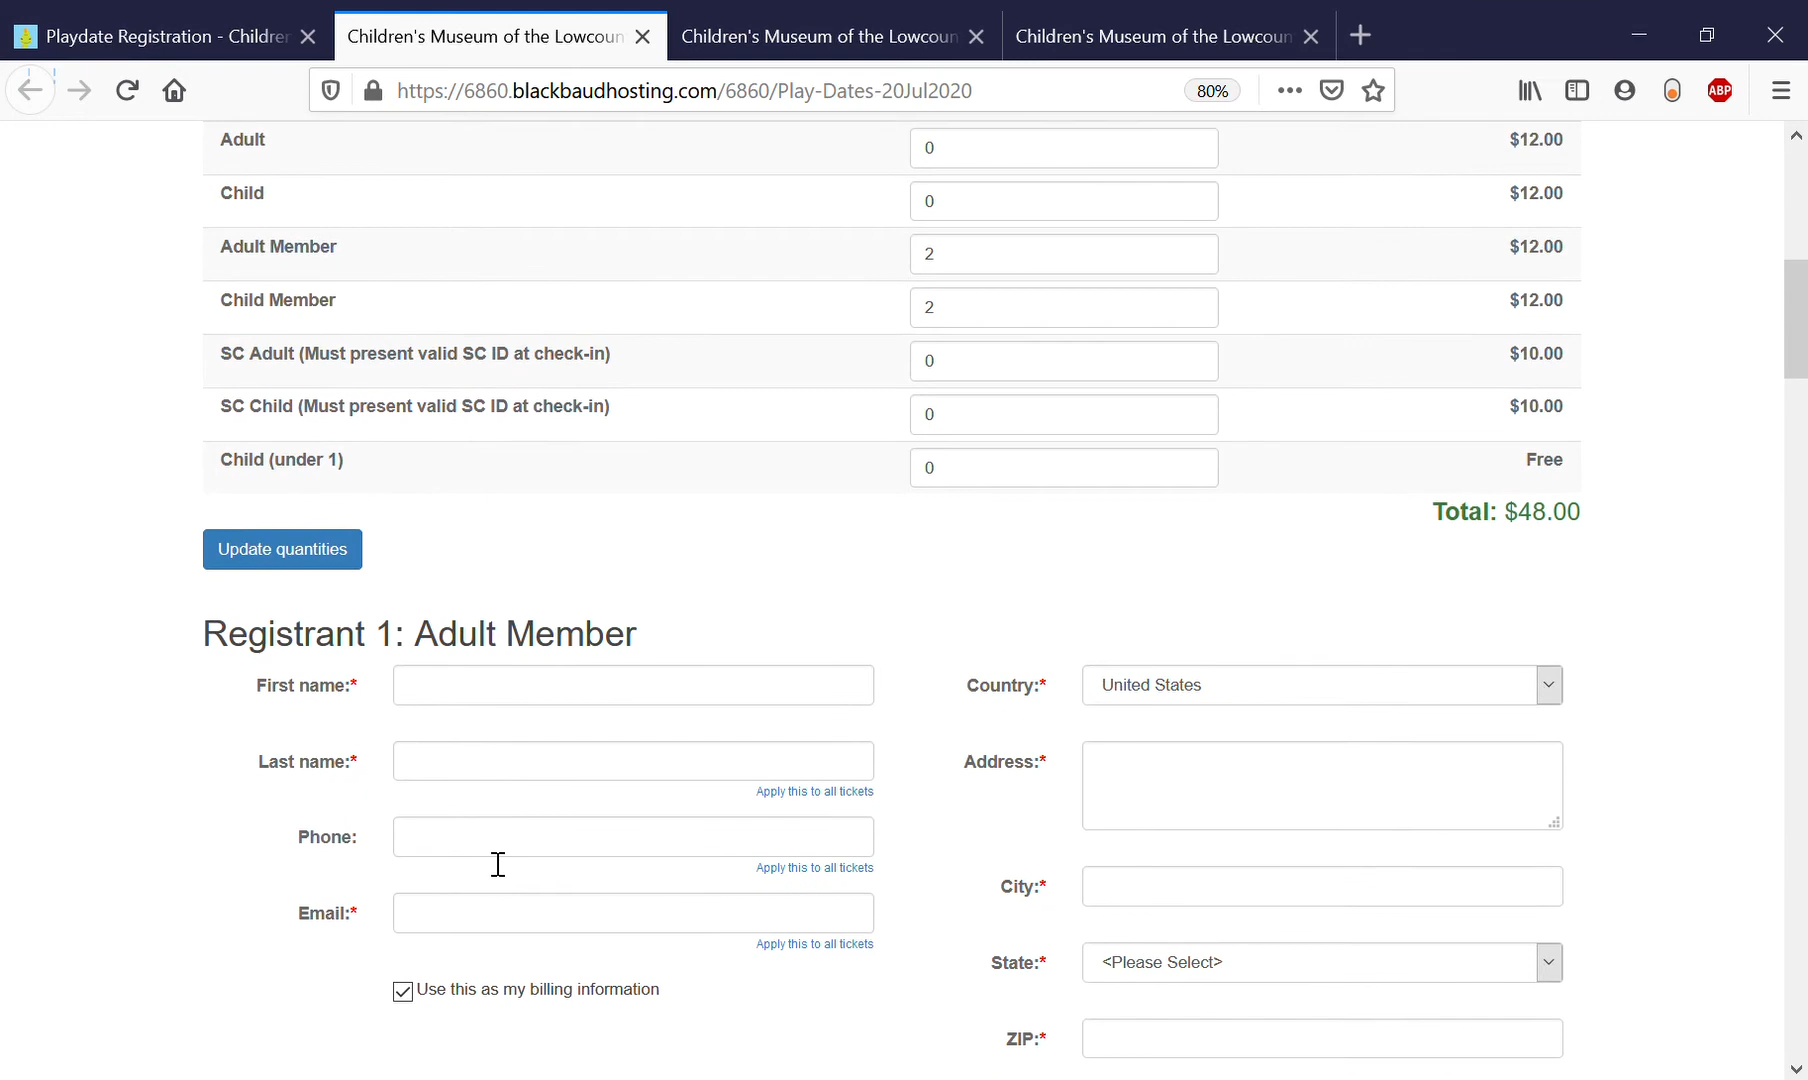 Playdate Registration - Childre
Children's Museum of the Lowcoun
Children's Museum of the Lowcoun
Children's Museum of the Lowcoun
https://6860.blackbaudhosting.com/6860/Play-Dates-20Jul2020
80%
ABP
Adult 0 $12.00
Child 0 $12.00
Adult Member 2 $12.00
Child Member 2 $12.00
SC Adult (Must present valid SC ID at check-in) 0 $10.00
SC Child (Must present valid SC ID at check-in) 0 $10.00
Child (under 1) 0 Free
Total: $48.00
Update quantities
Registrant 1: Adult Member
First name:*
Last name:*
Apply this to all tickets
Phone:
Apply this to all tickets
Email:*
Apply this to all tickets
Use this as my billing information
Country:* United States
Address:*
City:*
State:* <Please Select>
ZIP:*